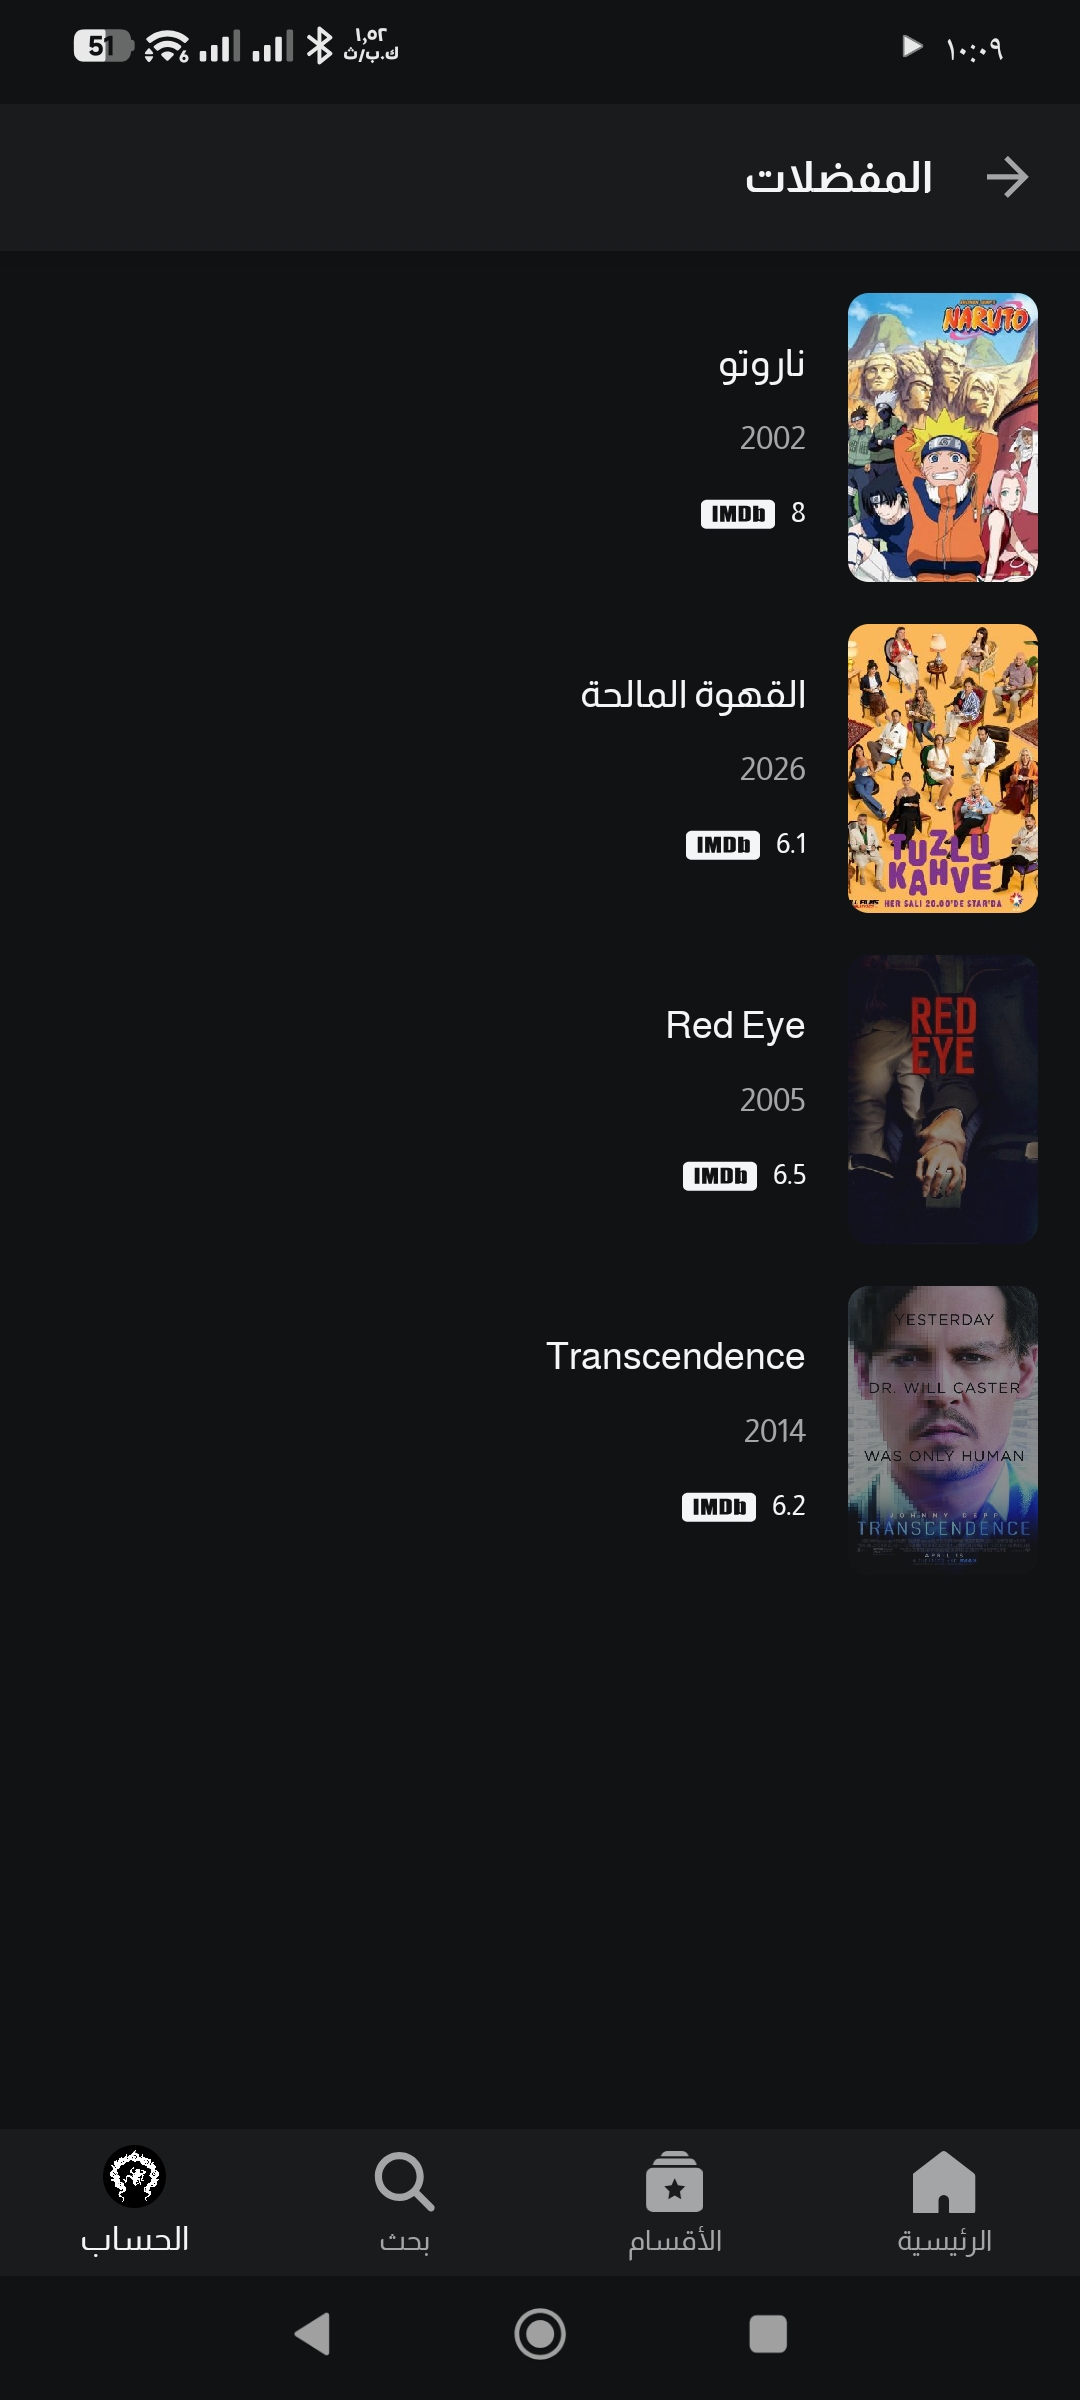 51
6
١,٥٢
ك.ب/ث
١٠:٠٩
المفضلات
NARUTO
ناروتو
2002
8 IMDb
TUZLU
KAHVE
HER SALI 20.00'DE STAR'DA
القهوة المالحة
2026
6.1 IMDb
RED
EYE
Red Eye
2005
6.5 IMDb
YESTERDAY
DR. WILL CASTER
WAS ONLY HUMAN
JOHNNY DEPP
TRANSCENDENCE
Transcendence
2014
6.2 IMDb
الرئيسية
الأقسام
بحث
الحساب